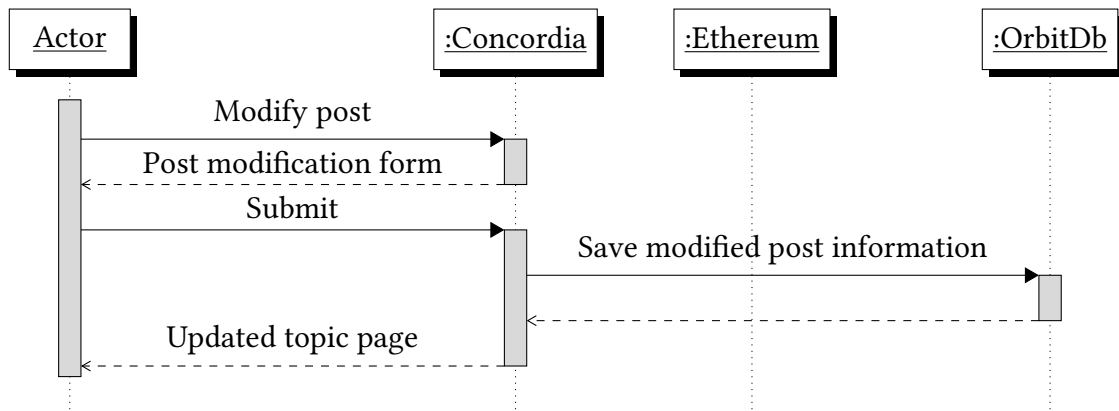 Actor
:Concordia
:Ethereum
:OrbitDb
Modify post
Post modification form
Submit
Save modified post information
Updated topic page